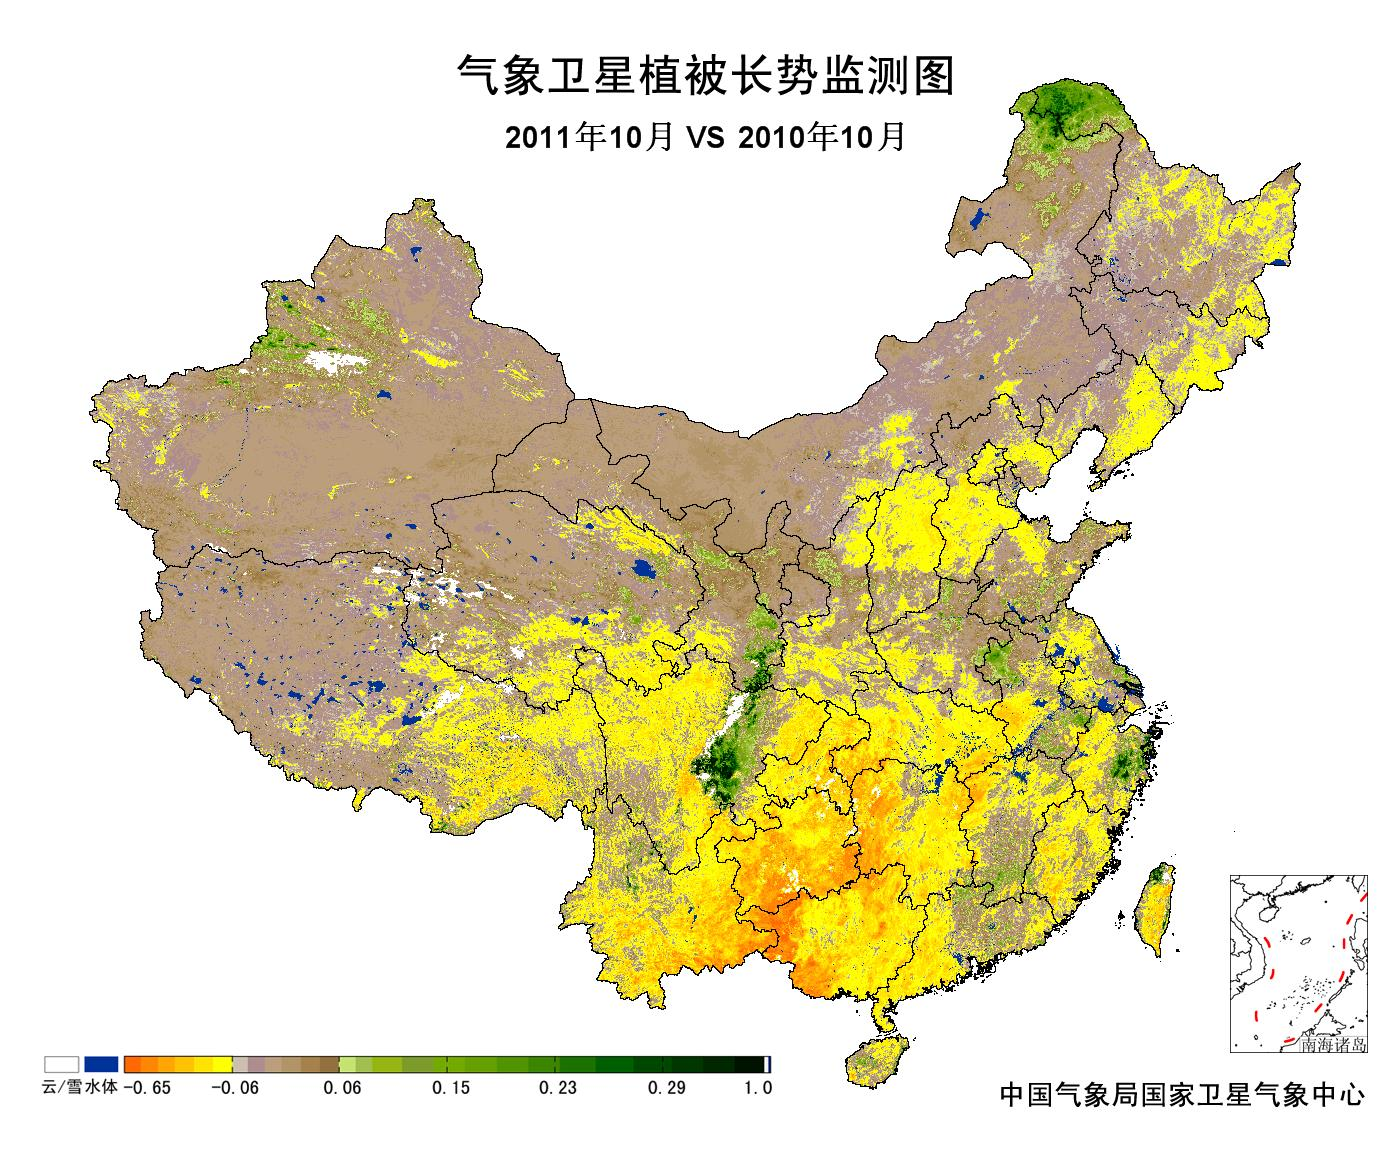 气象卫星植被长势监测图
2011年10月 VS 2010年10月
南海诸岛
云/雪 水体 -0.65 -0.06 0.06 0.15 0.23 0.29 1.0
中国气象局国家卫星气象中心